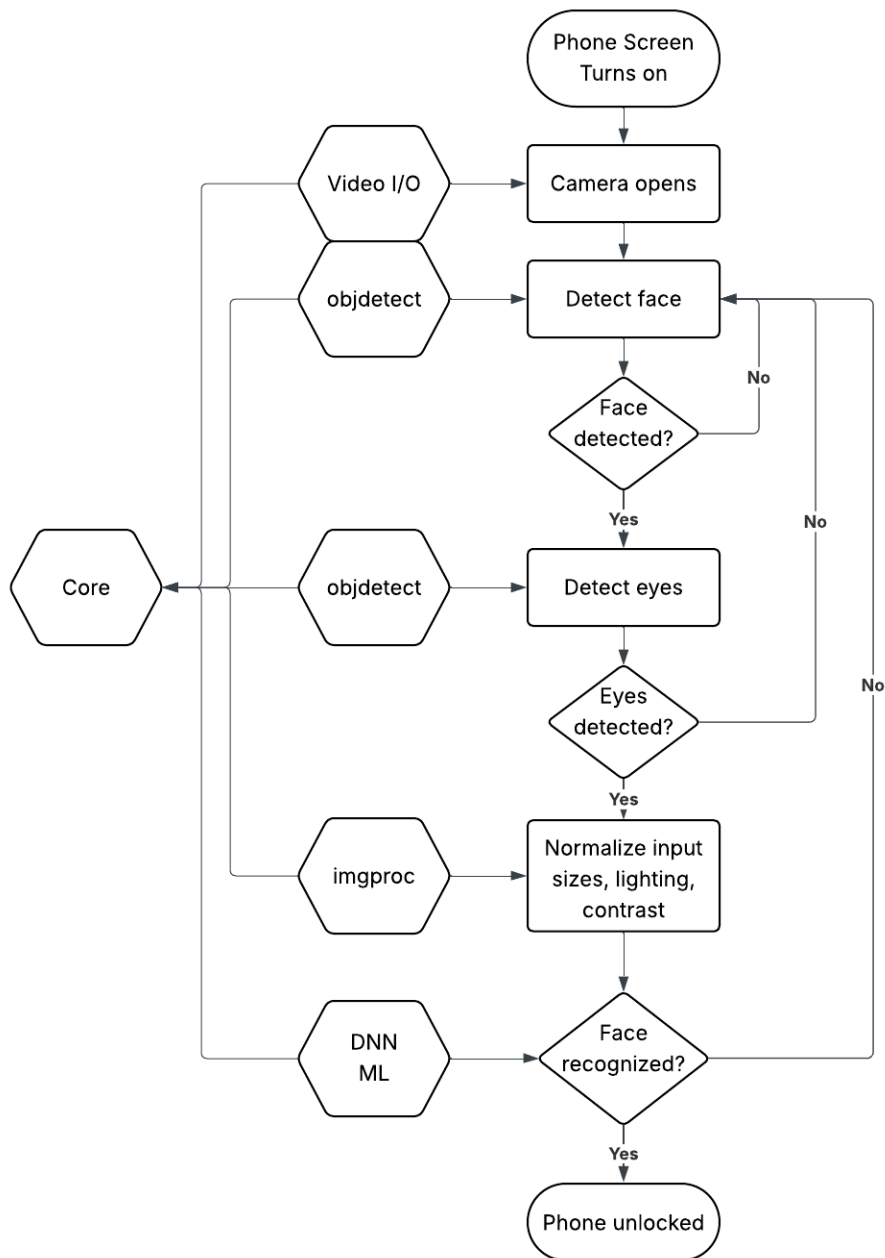 Phone Screen
Turns on
Video I/O
Camera opens
objdetect
Detect face
No
Face
detected?
Yes
No
Core
objdetect
Detect eyes
No
Eyes
detected?
Yes
imgproc
Normalize input
sizes, lighting,
contrast
DNN
ML
Face
recognized?
Yes
Phone unlocked